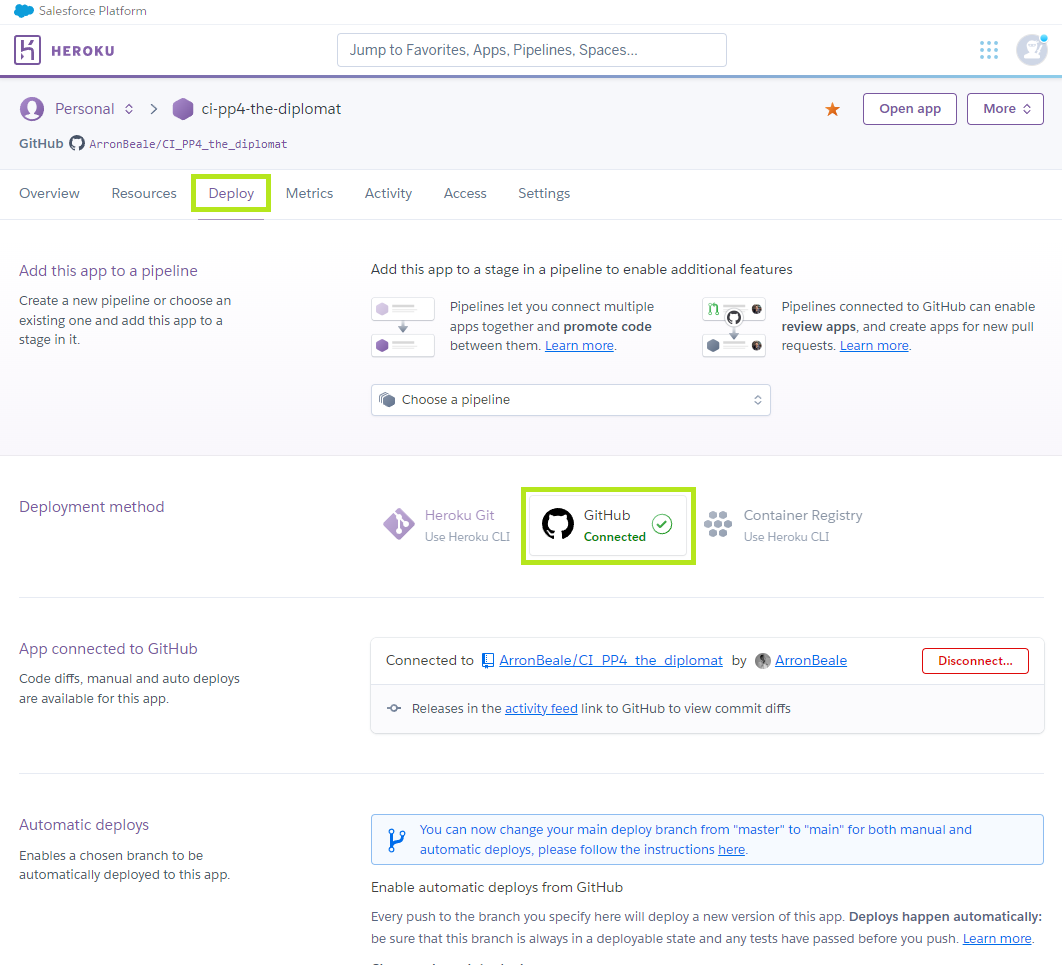 Salesforce Platform
HEROKU
Jump to Favorites, Apps, Pipelines, Spaces...
Personal
ci-pp4-the-diplomat
Open app
More
GitHub ArronBeale/CI_PP4_the_diplomat
Overview Resources Deploy Metrics Activity Access Settings
Add this app to a pipeline
Create a new pipeline or choose an
existing one and add this app to a
stage in it.
Add this app to a stage in a pipeline to enable additional features
Pipelines let you connect multiple
apps together and promote code
between them. Learn more.
Pipelines connected to GitHub can enable
review apps, and create apps for new pull
requests. Learn more.
Choose a pipeline
Deployment method
Heroku Git
Use Heroku CLI
GitHub
Connected
Container Registry
Use Heroku CLI
App connected to GitHub
Code diffs, manual and auto deploys
are available for this app.
Connected to ArronBeale/CI_PP4_the_diplomat by ArronBeale
Disconnect...
Releases in the activity feed link to GitHub to view commit diffs
Automatic deploys
Enables a chosen branch to be
automatically deployed to this app.
You can now change your main deploy branch from "master" to "main" for both manual and
automatic deploys, please follow the instructions here.
Enable automatic deploys from GitHub
Every push to the branch you specify here will deploy a new version of this app. Deploys happen automatically:
be sure that this branch is always in a deployable state and any tests have passed before you push. Learn more.